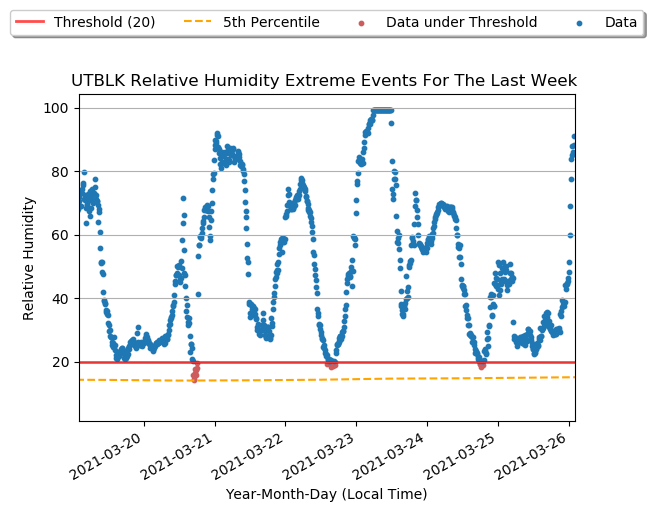 Threshold (20) 5th Percentile Data under Threshold Data
UTBLK Relative Humidity Extreme Events For The Last Week
100
80
60
40
20
Relative Humidity
2021-03-20 2021-03-21 2021-03-22 2021-03-23 2021-03-24 2021-03-25 2021-03-26
Year-Month-Day (Local Time)